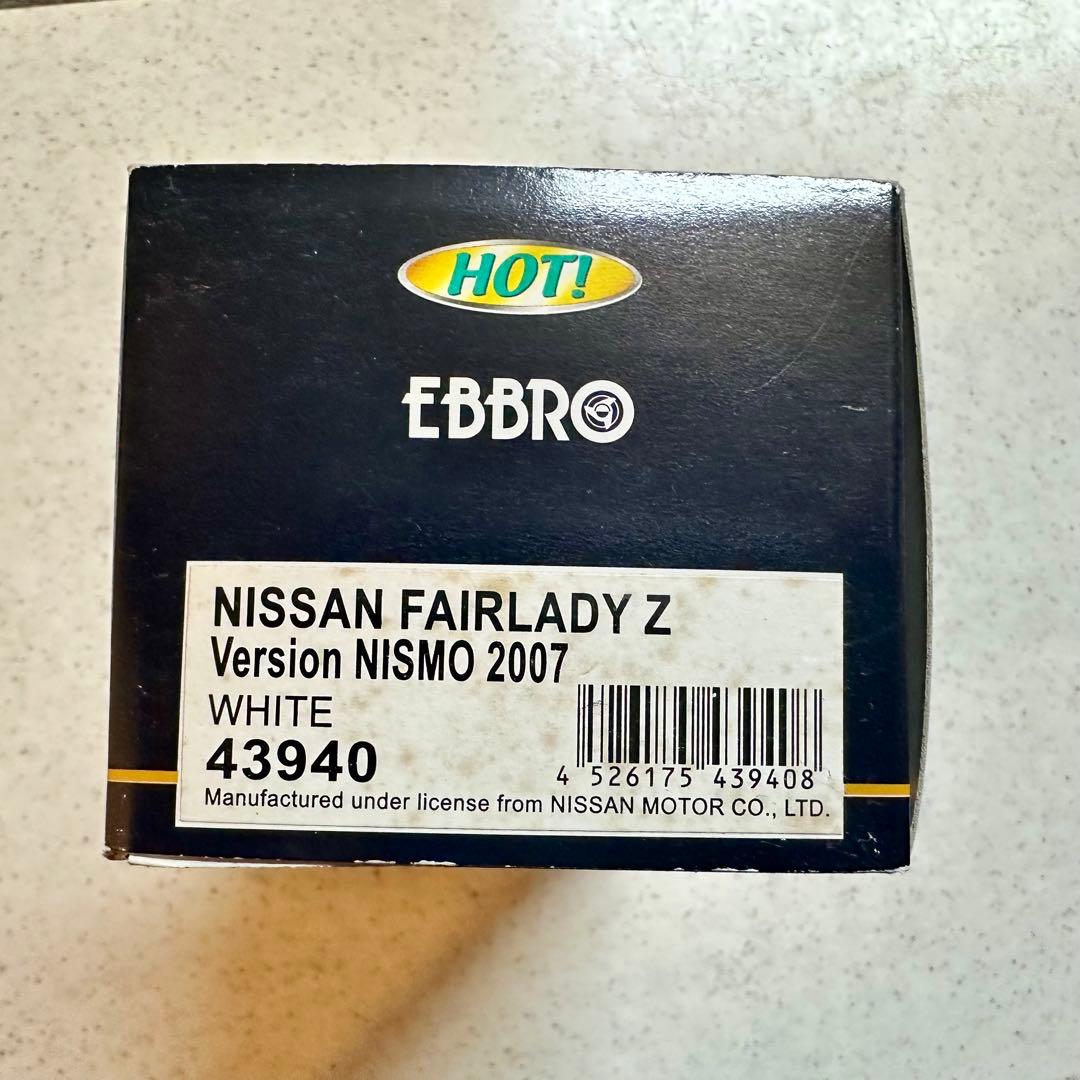 HOT!
EBBRO
NISSAN FAIRLADY Z
Version NISMO 2007
WHITE
43940
4 526175 439408
Manufactured under license from NISSAN MOTOR CO., LTD.